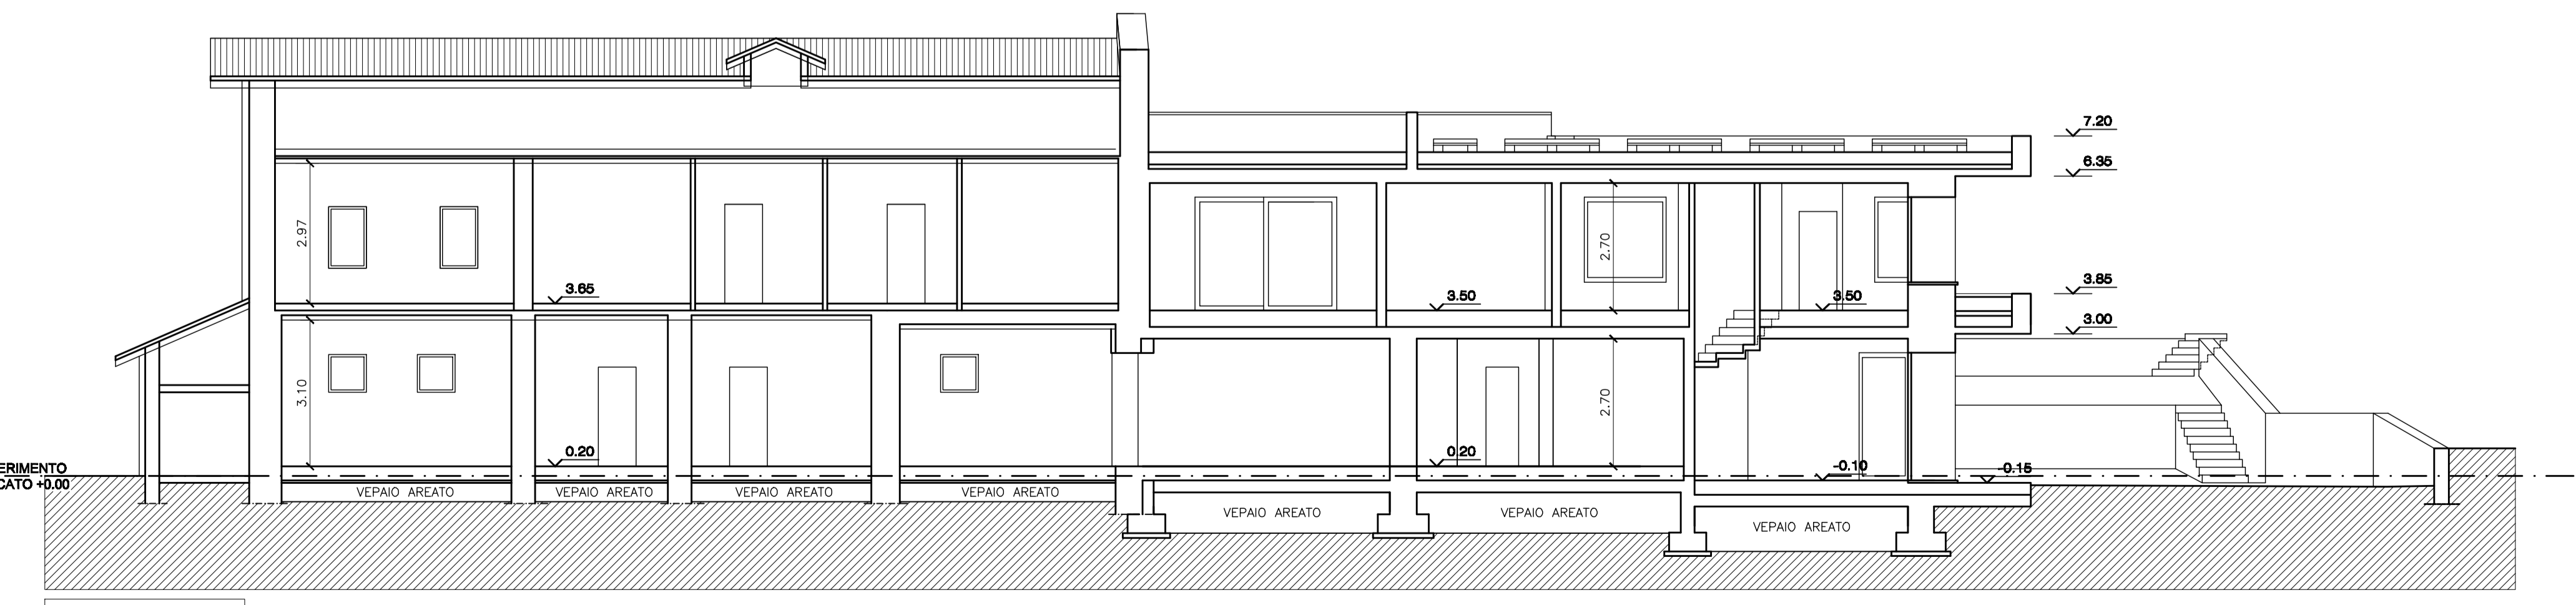 7.20
6.35
2.97
2.70
3.65
3.50
3.50
3.85
3.00
3.10
2.70
0.20
0.20
-0.10
-0.15
ERIMENTO
CATO +0.00
VEPAIO AREATO
VEPAIO AREATO
VEPAIO AREATO
VEPAIO AREATO
VEPAIO AREATO
VEPAIO AREATO
VEPAIO AREATO